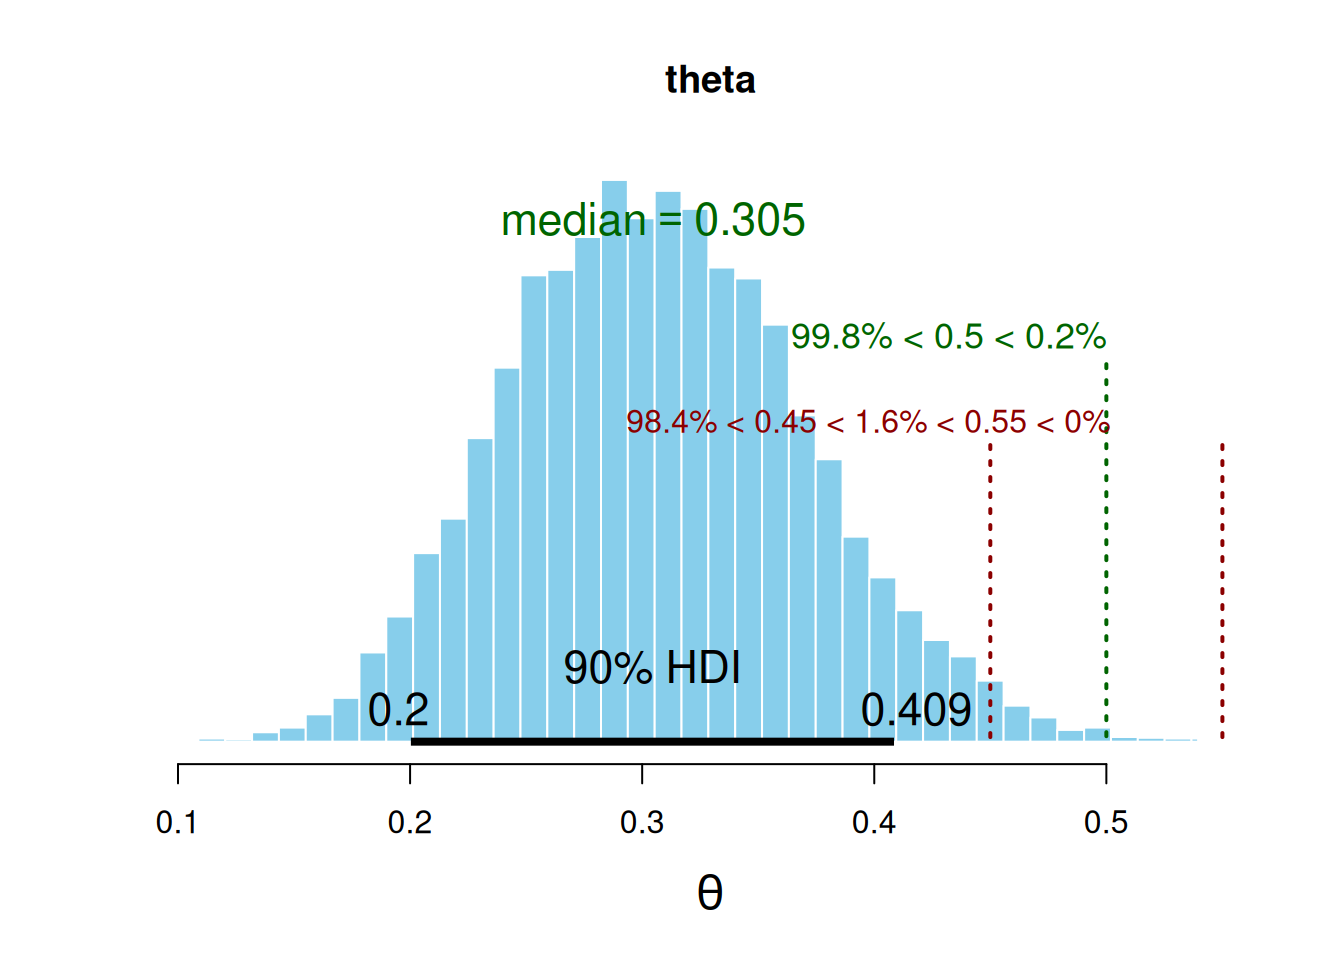 theta
median = 0.305
99.8% < 0.5 < 0.2%
98.4% < 0.45 < 1.6% < 0.55 < 0%
90% HDI
0.2 0.409
0.1 0.2 0.3 0.4 0.5
θ